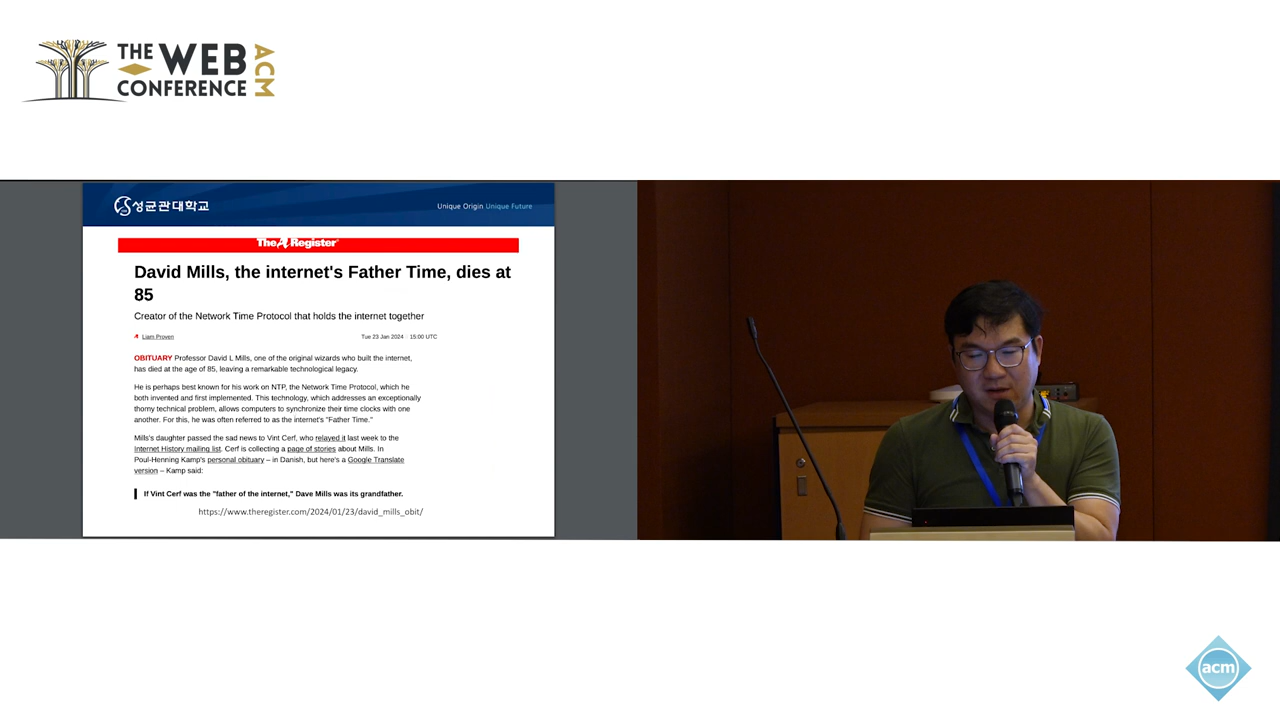 THE WEB
CONFERENCE
ACM
성균관대학교
Unique Origin Unique Future
The Register
David Mills, the internet's Father Time, dies at
85
Creator of the Network Time Protocol that holds the internet together
Liam Proven
Tue 23 Jan 2024 15:00 UTC
OBITUARY Professor David L Mills, one of the original wizards who built the internet,
has died at the age of 85, leaving a remarkable technological legacy.
He is perhaps best known for his work on NTP, the Network Time Protocol, which he
both invented and first implemented. This technology, which addresses an exceptionally
thorny technical problem, allows computers to synchronize their time clocks with one
another. For this, he was often referred to as the internet's "Father Time."
Mills's daughter passed the sad news to Vint Cerf, who relayed it last week to the
Internet History mailing list. Cerf is collecting a page of stories about Mills. In
Poul-Henning Kamp's personal obituary – in Danish, but here's a Google Translate
version – Kamp said:
If Vint Cerf was the "father of the internet," Dave Mills was its grandfather.
https://www.theregister.com/2024/01/23/david_mills_obit/
acm